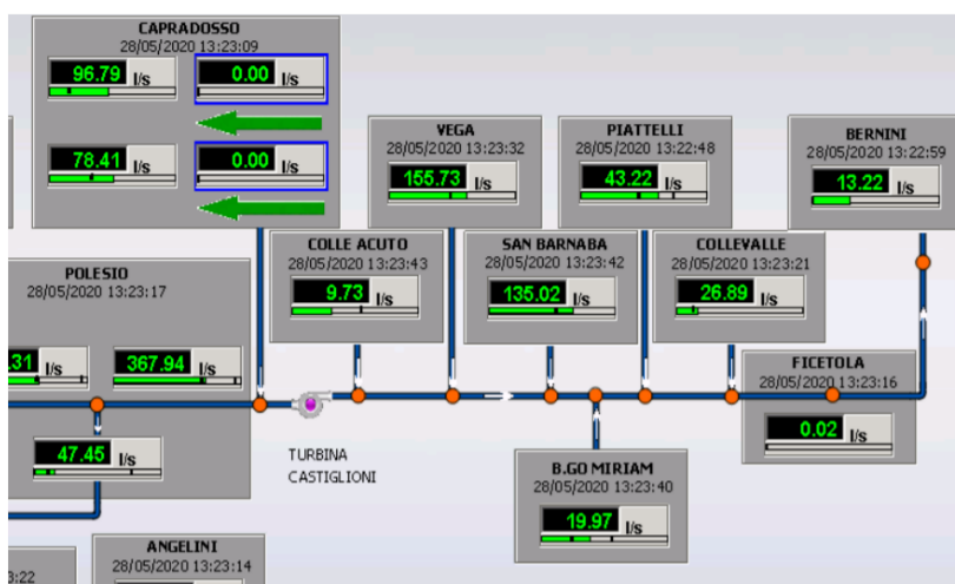 CAPRADOSSO
28/05/2020 13:23:09
96.79 l/s 0.00
78.41 l/s 0.00
VEGA
28/05/2020 13:23:32
155.73 l/s
PIATTELLI
28/05/2020 13:22:48
43.22 l/s
BERNINI
28/05/2020 13:22:59
13.22 l/s
POLESIO
28/05/2020 13:23:17
.31 l/s 367.94 l/s
47.45 l/s
COLLE ACUTO
28/05/2020 13:23:43
9.73 l/s
SAN BARNABA
28/05/2020 13:23:42
135.02 l/s
COLLEVALLE
28/05/2020 13:23:21
26.89 l/s
FICETOLA
28/05/2020 13:23:16
0.02 l/s
TURBINA
CASTIGLIONI
B.GO MIRIAM
28/05/2020 13:23:40
19.97 l/s
ANGELINI
28/05/2020 13:23:14
3:22